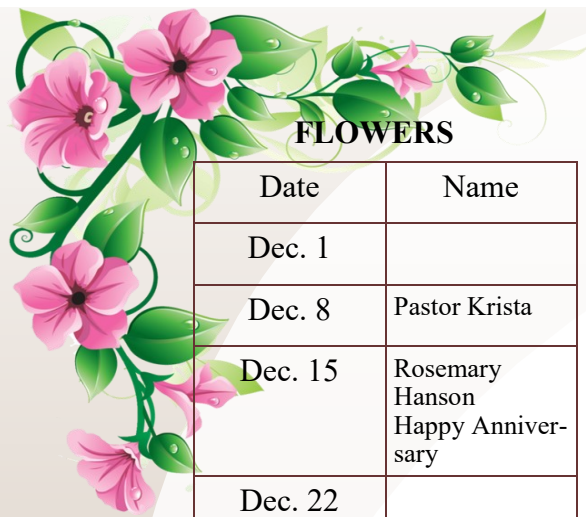 FLOWERS
Date Name
Dec. 1
Dec. 8 Pastor Krista
Dec. 15 Rosemary
Hanson
Happy Anniver-
sary
Dec. 22